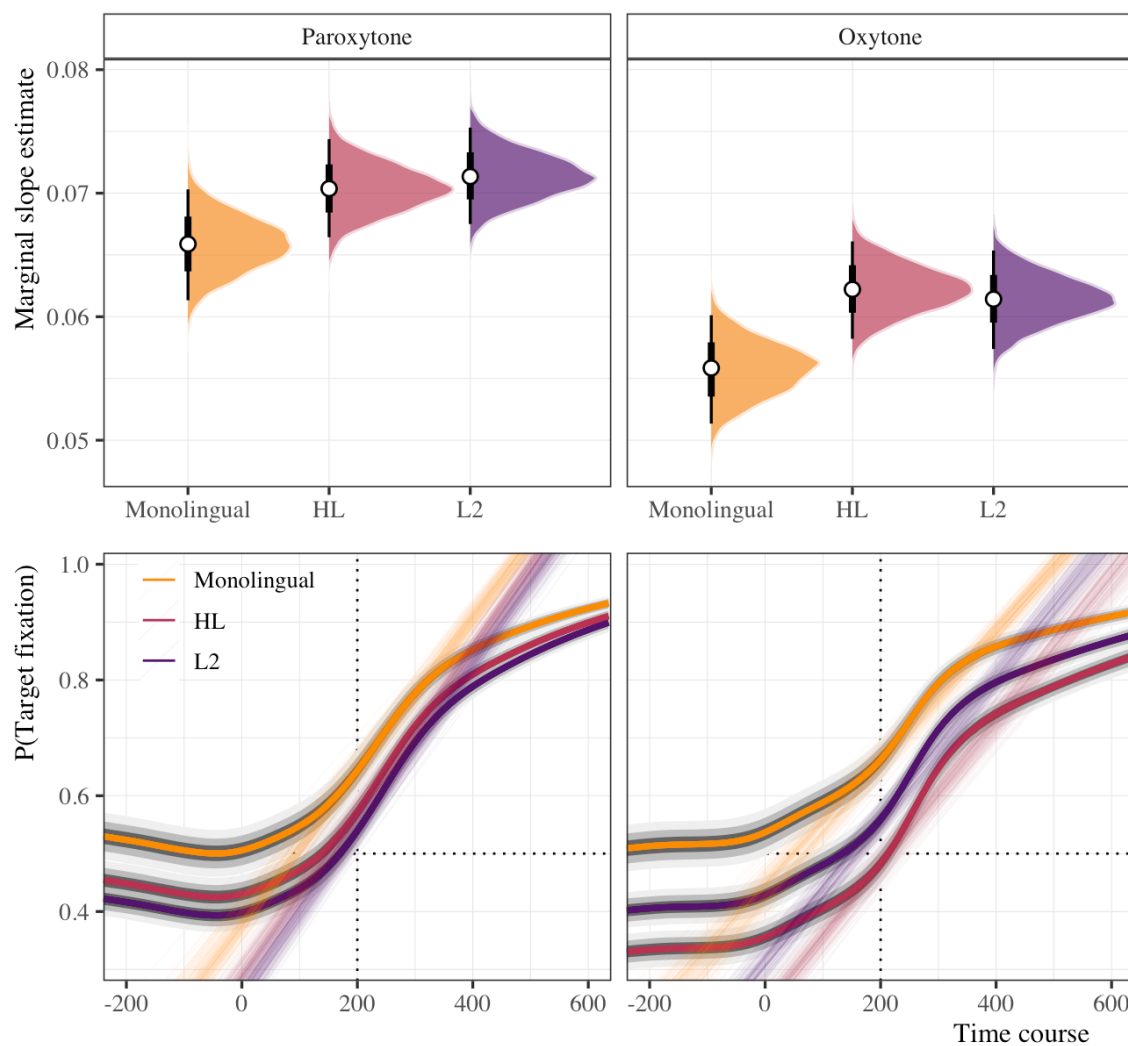 Paroxytone
Oxytone
Marginal slope estimate
0.08
0.07
0.06
0.05
Monolingual HL L2
Monolingual HL L2
P(Target fixation)
1.0
0.8
0.6
0.4
Monolingual
HL
L2
-200 0 200 400 600
-200 0 200 400 600
Time course